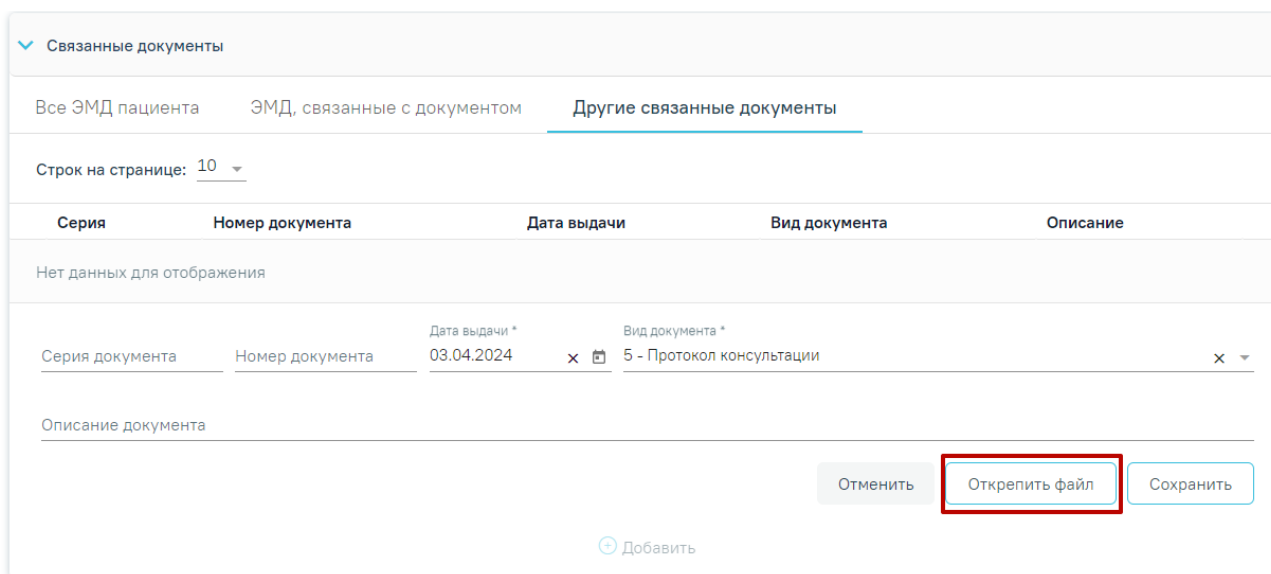 Связанные документы
Все ЭМД пациента ЭМД, связанные с документом Другие связанные документы
Строк на странице: 10
Серия Номер документа Дата выдачи Вид документа Описание
Нет данных для отображения
Дата выдачи * Вид документа *
Серия документа Номер документа 03.04.2024 5 - Протокол консультации
Описание документа
Отменить Открепить файл Сохранить
Добавить